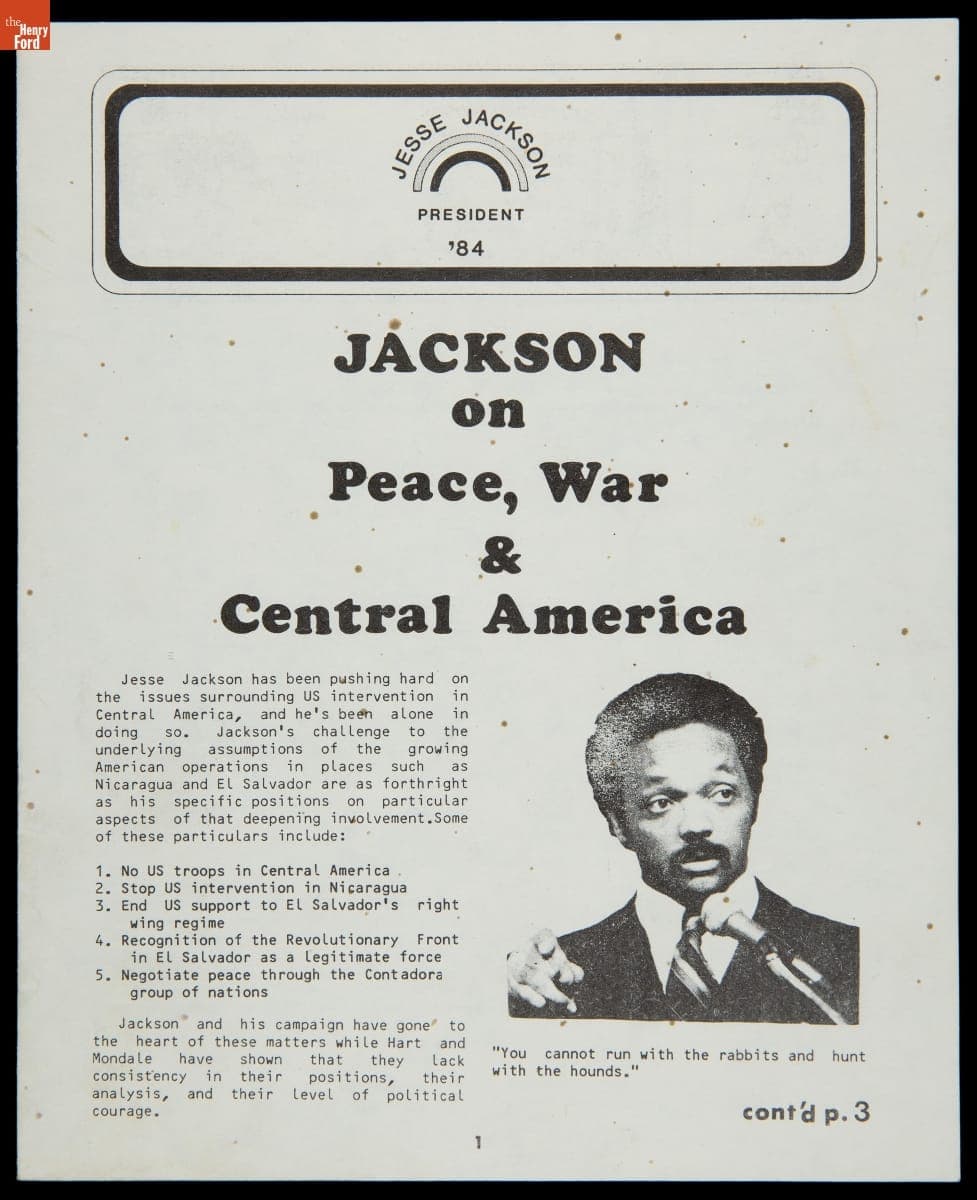 the
Henry
Ford
JESSE JACKSON
PRESIDENT
'84
JACKSON
on
Peace, War
&
Central America
Jesse Jackson has been pushing hard on
the issues surrounding US intervention in
Central America, and he's been alone in
doing so. Jackson's challenge to the
underlying assumptions of the growing
American operations in places such as
Nicaragua and El Salvador are as forthright
as his specific positions on particular
aspects of that deepening involvement.Some
of these particulars include:
1. No US troops in Central America
2. Stop US intervention in Nicaragua
3. End US support to El Salvador's right
wing regime
4. Recognition of the Revolutionary Front
in El Salvador as a legitimate force
5. Negotiate peace through the Contadora
group of nations
Jackson and his campaign have gone to
the heart of these matters while Hart and
Mondale have shown that they lack
consistency in their positions, their
analysis, and their level of political
courage.
"You cannot run with the rabbits and hunt
with the hounds."
cont'd p. 3
1